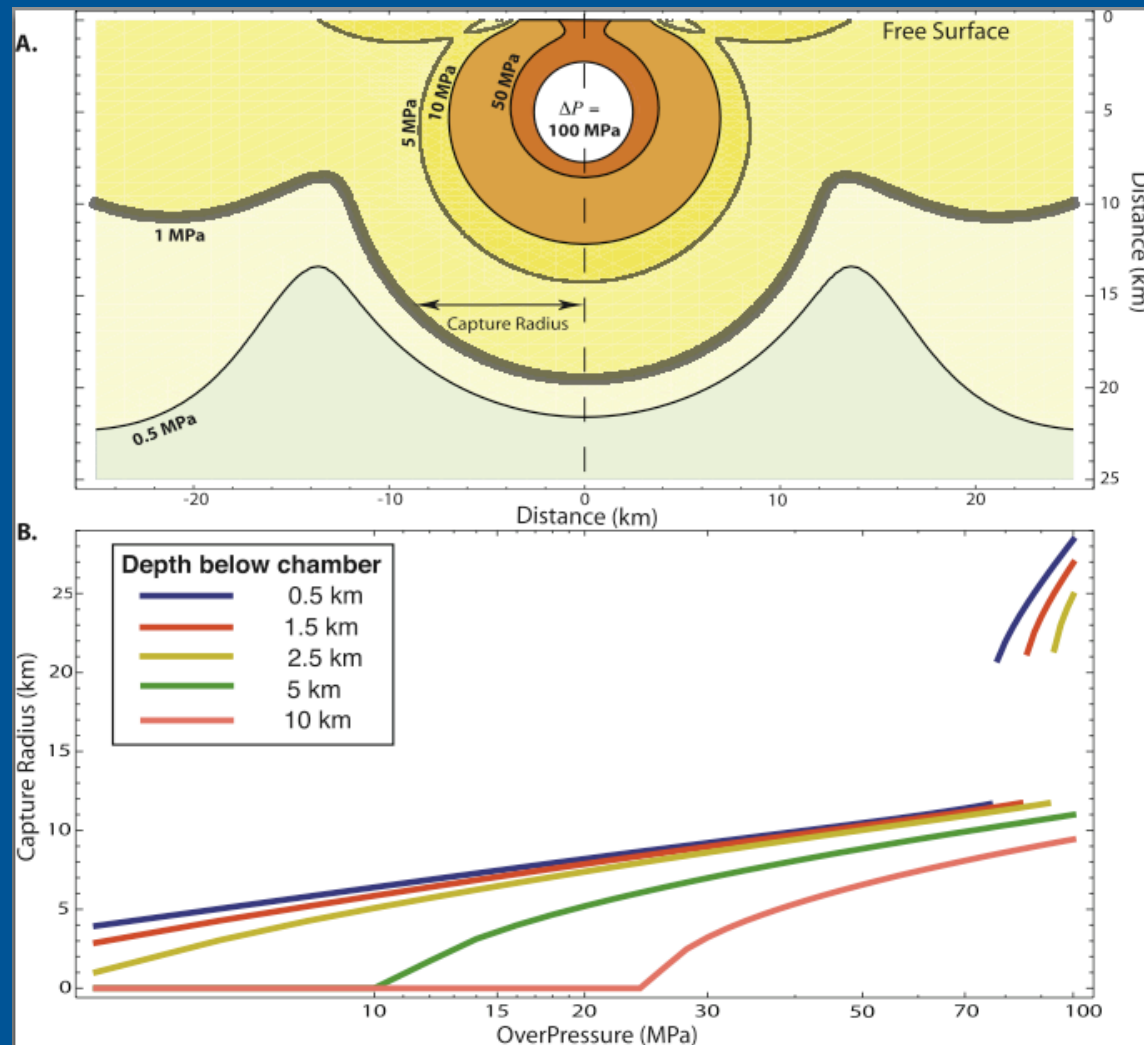 A.
Free Surface
0
5
10
15
20
25
Distance (km)
5 MPa
10 MPa
50 MPa
ΔP =
100 MPa
1 MPa
Capture Radius
0.5 MPa
-20
-10
0
10
20
Distance (km)
B.
Depth below chamber
0.5 km
1.5 km
2.5 km
5 km
10 km
Capture Radius (km)
25
20
15
10
5
0
10
20
30
50
70
100
OverPressure (MPa)